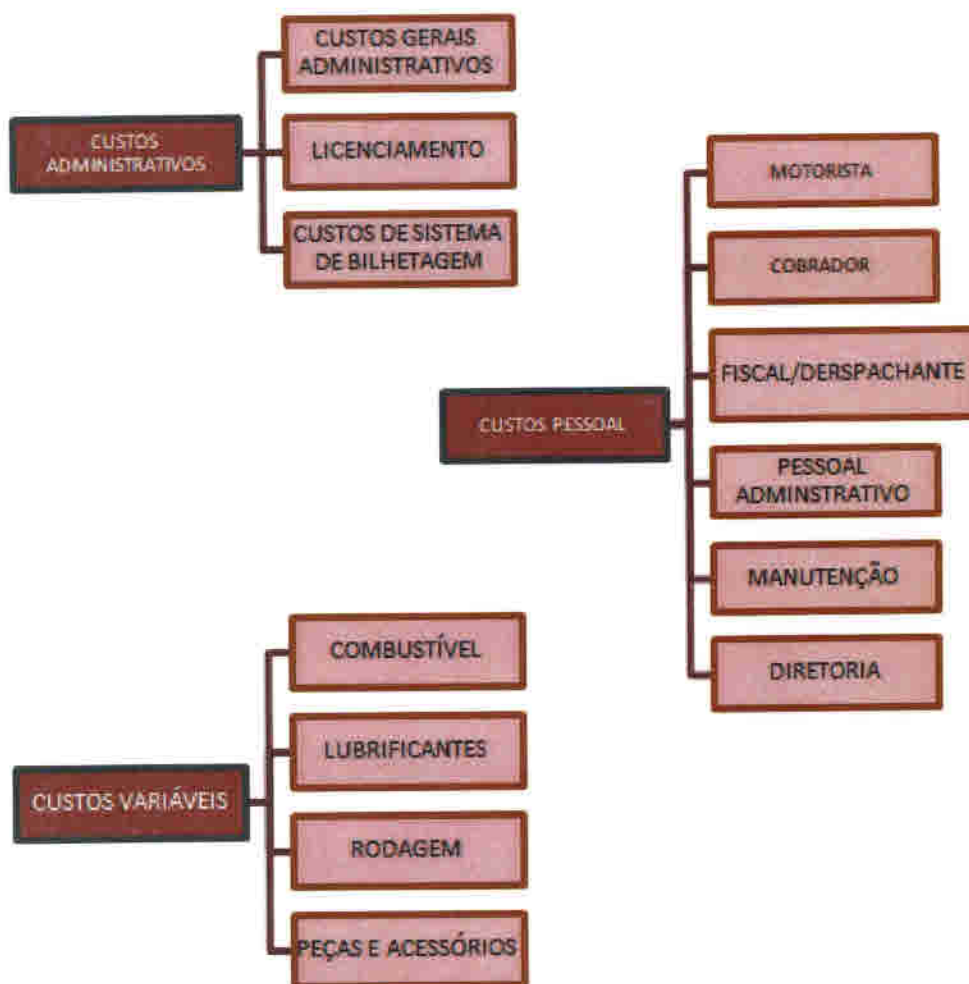 CUSTOS
ADMINISTRATIVOS
CUSTOS GERAIS
ADMINISTRATIVOS
LICENCIAMENTO
CUSTOS DE SISTEMA
DE BILHETAGEM
CUSTOS PESSOAL
MOTORISTA
COBRADOR
FISCAL/DERSPACHANTE
PESSOAL
ADMINSTRATIVO
MANUTENÇÃO
DIRETORIA
CUSTOS VARIÁVEIS
COMBUSTÍVEL
LUBRIFICANTES
RODAGEM
PEÇAS E ACESSÓRIOS